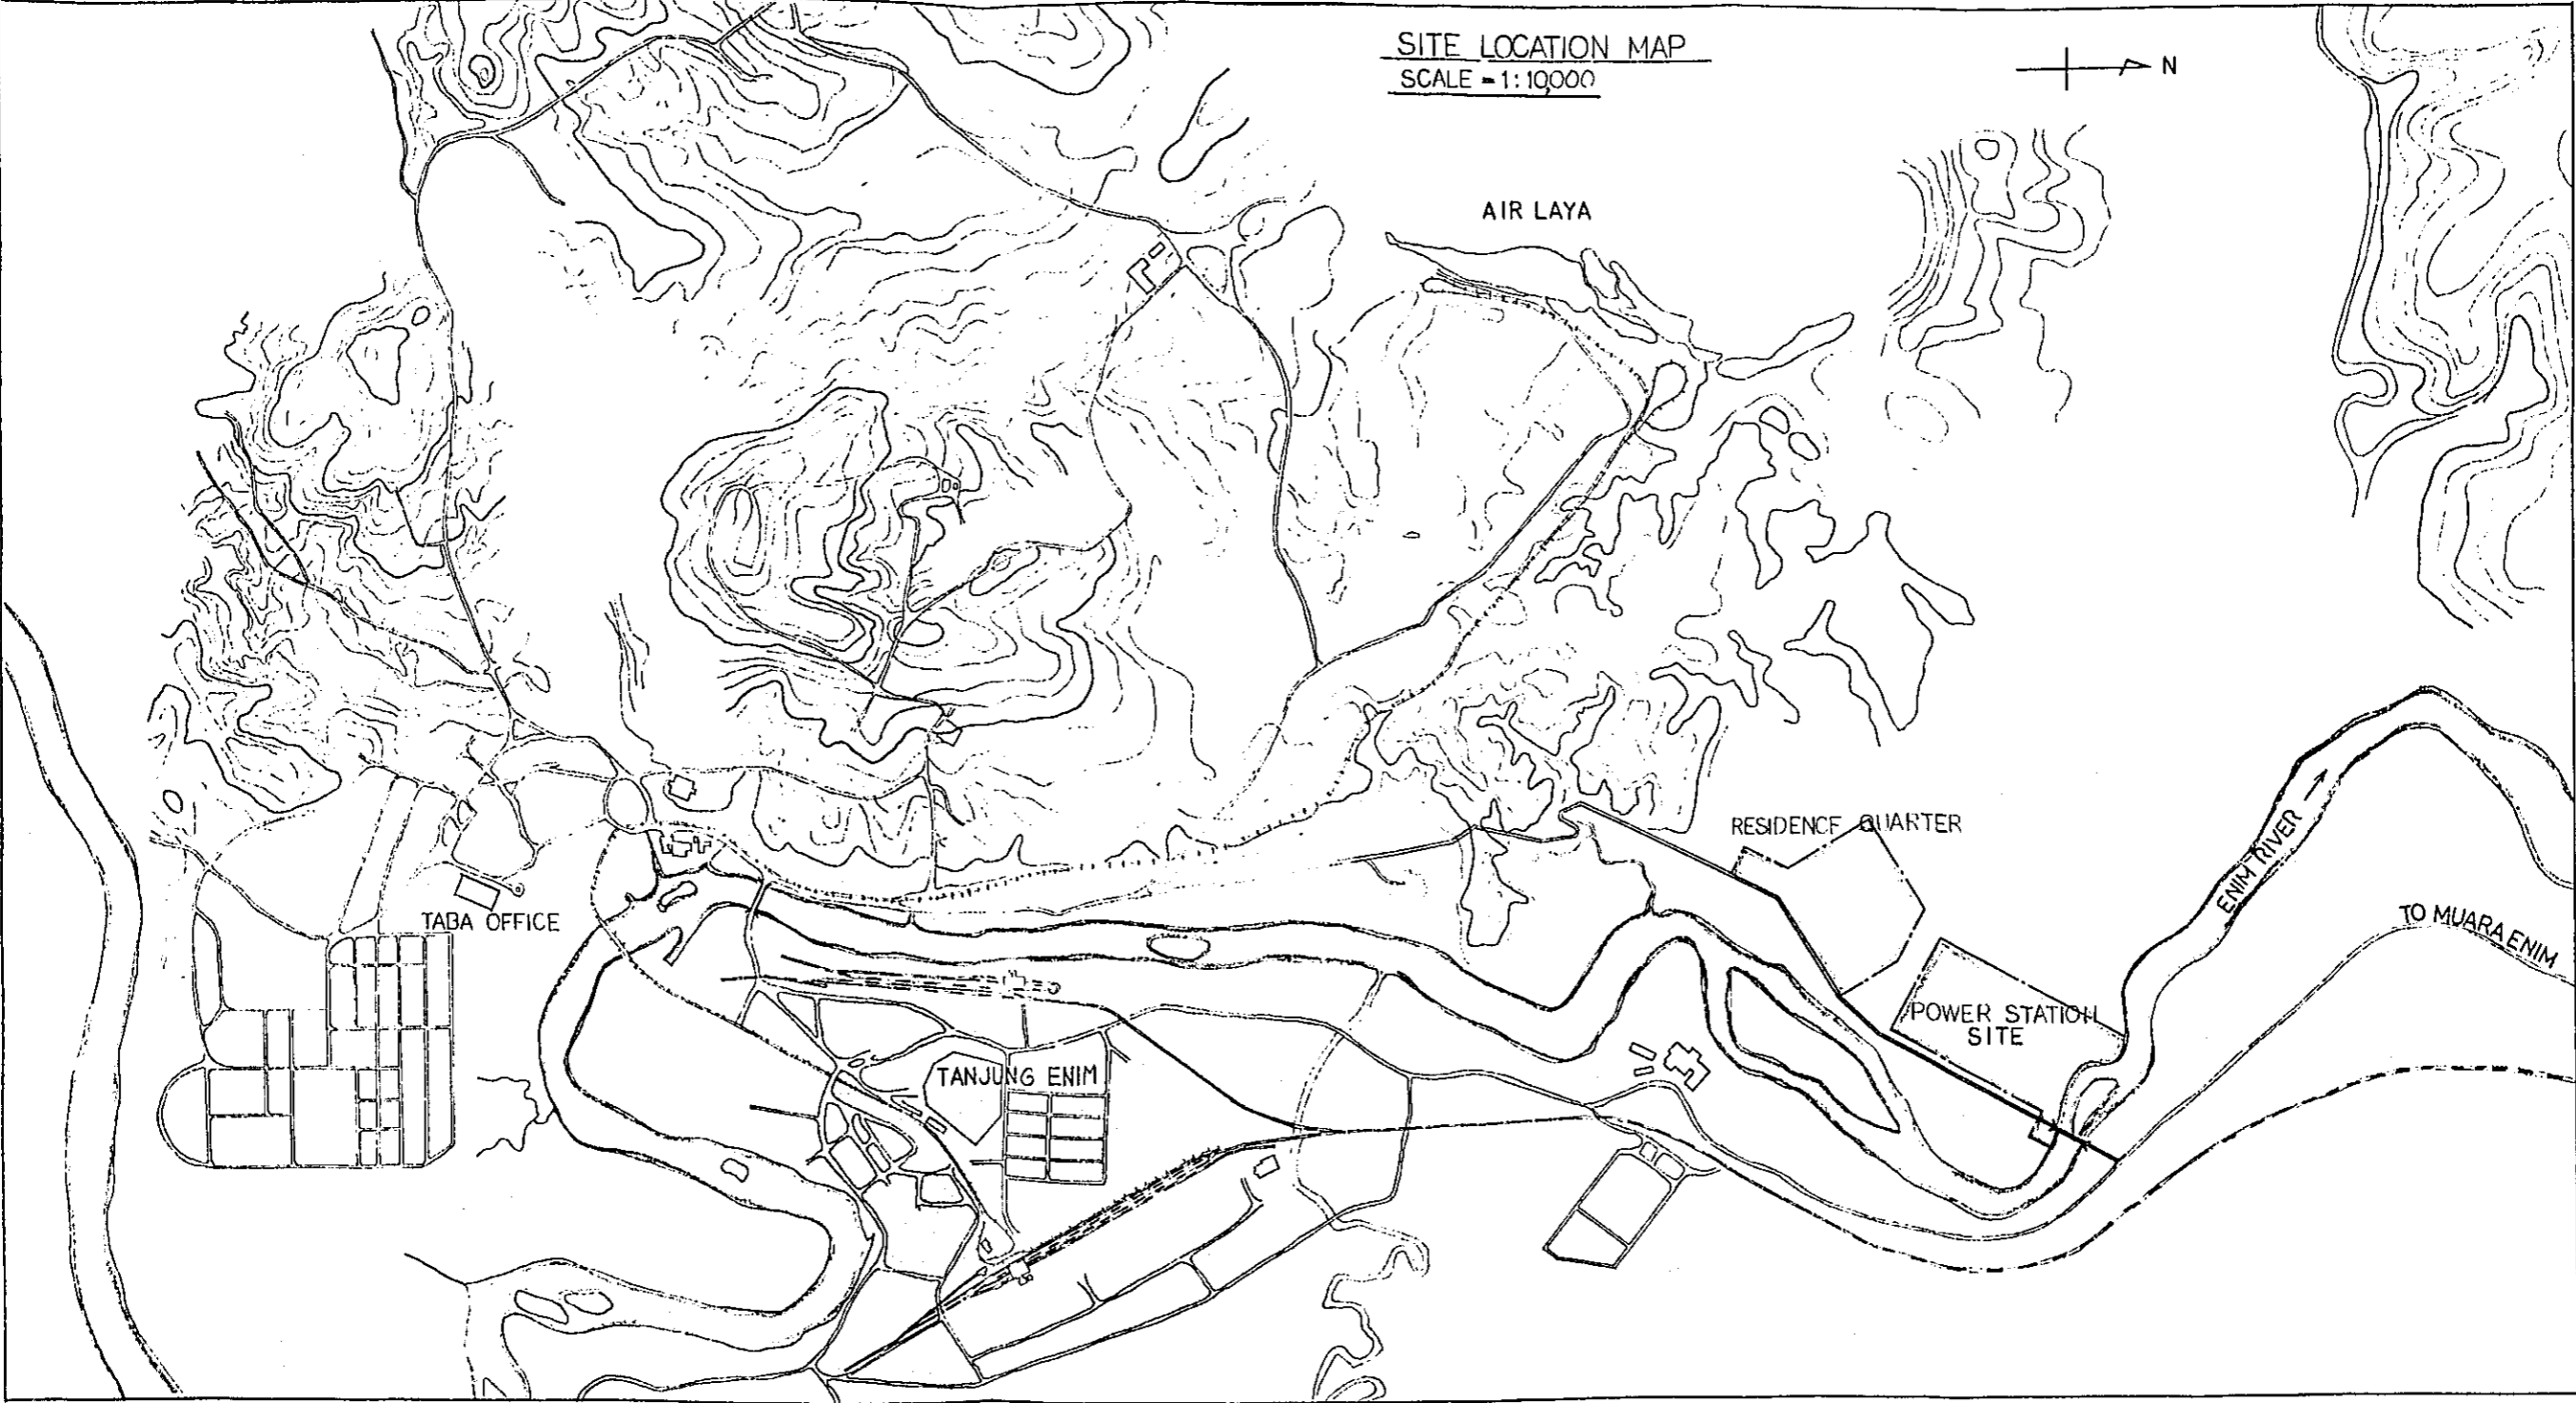 SITE LOCATION MAP
SCALE = 1:10,000
N
AIR LAYA
RESIDENCE QUARTER
ENIM RIVER
TO MUARA ENIM
TABA OFFICE
POWER STATION
SITE
TANJUNG ENIM